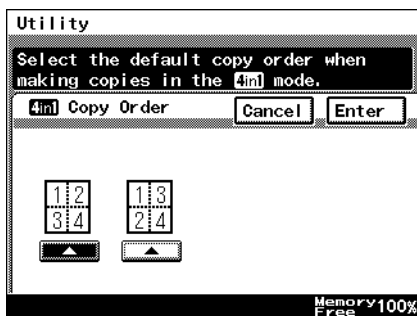 Utility
Select the default copy order when
making copies in the 4in1 mode.
4in1 Copy Order
Cancel
Enter
1 2
3 4
1 3
2 4
Memory
Free 100%